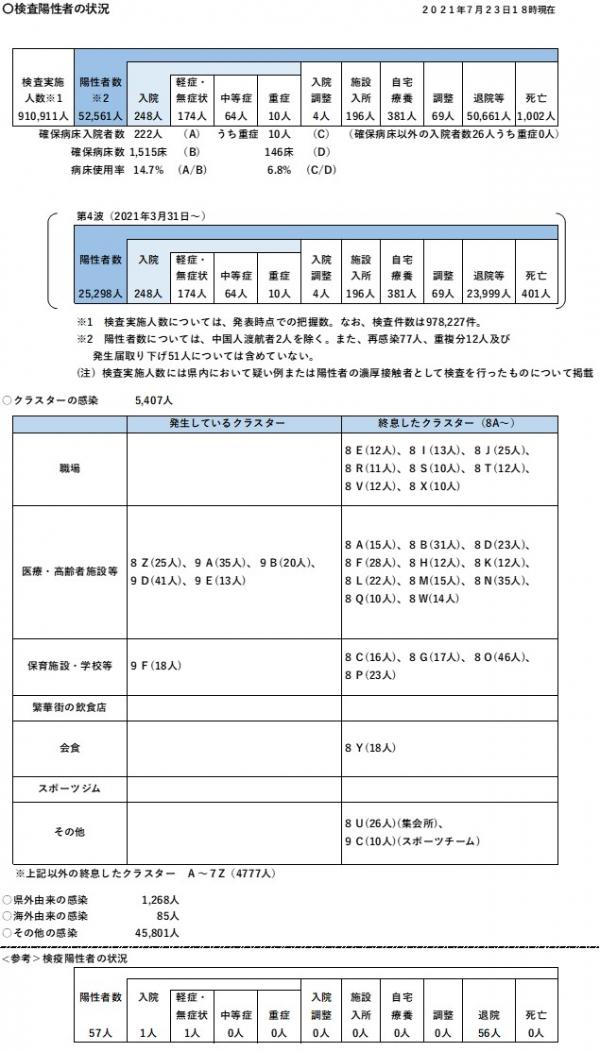 〇検査陽性者の状況
２０２１年７月２３日１８時現在
検査実施人数※1 陽性者数※2 入院 軽症・無症状 中等症 重症 入院調整 施設入所 自宅療養 調整 退院等 死亡
910,911人 52,561人 248人 174人 64人 10人 4人 196人 381人 69人 50,661人 1,002人
確保病床入院者数 222人 （A） うち重症 10人 （C） （確保病床以外の入院者数26人うち重症0人）
確保病床数 1,515床 （B） 146床 （D）
病床使用率 14.7% （A/B） 6.8% （C/D）
第4波（2021年3月31日～）
陽性者数 入院 軽症・無症状 中等症 重症 入院調整 施設入所 自宅療養 調整 退院等 死亡
25,298人 248人 174人 64人 10人 4人 196人 381人 69人 23,999人 401人
※1　検査実施人数については、発表時点での把握数。なお、検査件数は978,227件。
※2　陽性者数については、中国人渡航者2人を除く。また、再感染77人、重複分12人及び
発生届取り下げ51人については含めていない。
（注）検査実施人数には県内において疑い例または陽性者の濃厚接触者として検査を行ったものについて掲載
○クラスターの感染 5,407人
発生しているクラスター 終息したクラスター（8A～）
職場
８Ｅ(12人)、８Ｉ(13人)、８Ｊ(25人)、
８Ｒ(11人)、８Ｓ(10人)、８Ｔ(12人)、
８Ｖ(12人)、８Ｘ(10人)
医療・高齢者施設等
８Ｚ(25人)、９Ａ(35人)、９Ｂ(20人)、
９Ｄ(41人)、９Ｅ(13人)
８Ａ(15人)、８Ｂ(31人)、８Ｄ(23人)、
８Ｆ(28人)、８Ｈ(12人)、８Ｋ(12人)、
８Ｌ(22人)、８Ｍ(15人)、８Ｎ(35人)、
８Ｑ(10人)、８Ｗ(14人)
保育施設・学校等
９Ｆ(18人)
８Ｃ(16人)、８Ｇ(17人)、８Ｏ(46人)、
８Ｐ(23人)
繁華街の飲食店
会食
８Ｙ(18人)
スポーツジム
その他
８Ｕ(26人)(集会所)、
９Ｃ(10人)(スポーツチーム)
※上記以外の終息したクラスター　Ａ～７Ｚ（4777人）
○県外由来の感染 1,268人
○海外由来の感染 85人
○その他の感染 45,801人
<参考>検疫陽性者の状況
陽性者数 入院 軽症・無症状 中等症 重症 入院調整 施設入所 自宅療養 調整 退院 死亡
57人 1人 1人 0人 0人 0人 0人 0人 0人 56人 0人